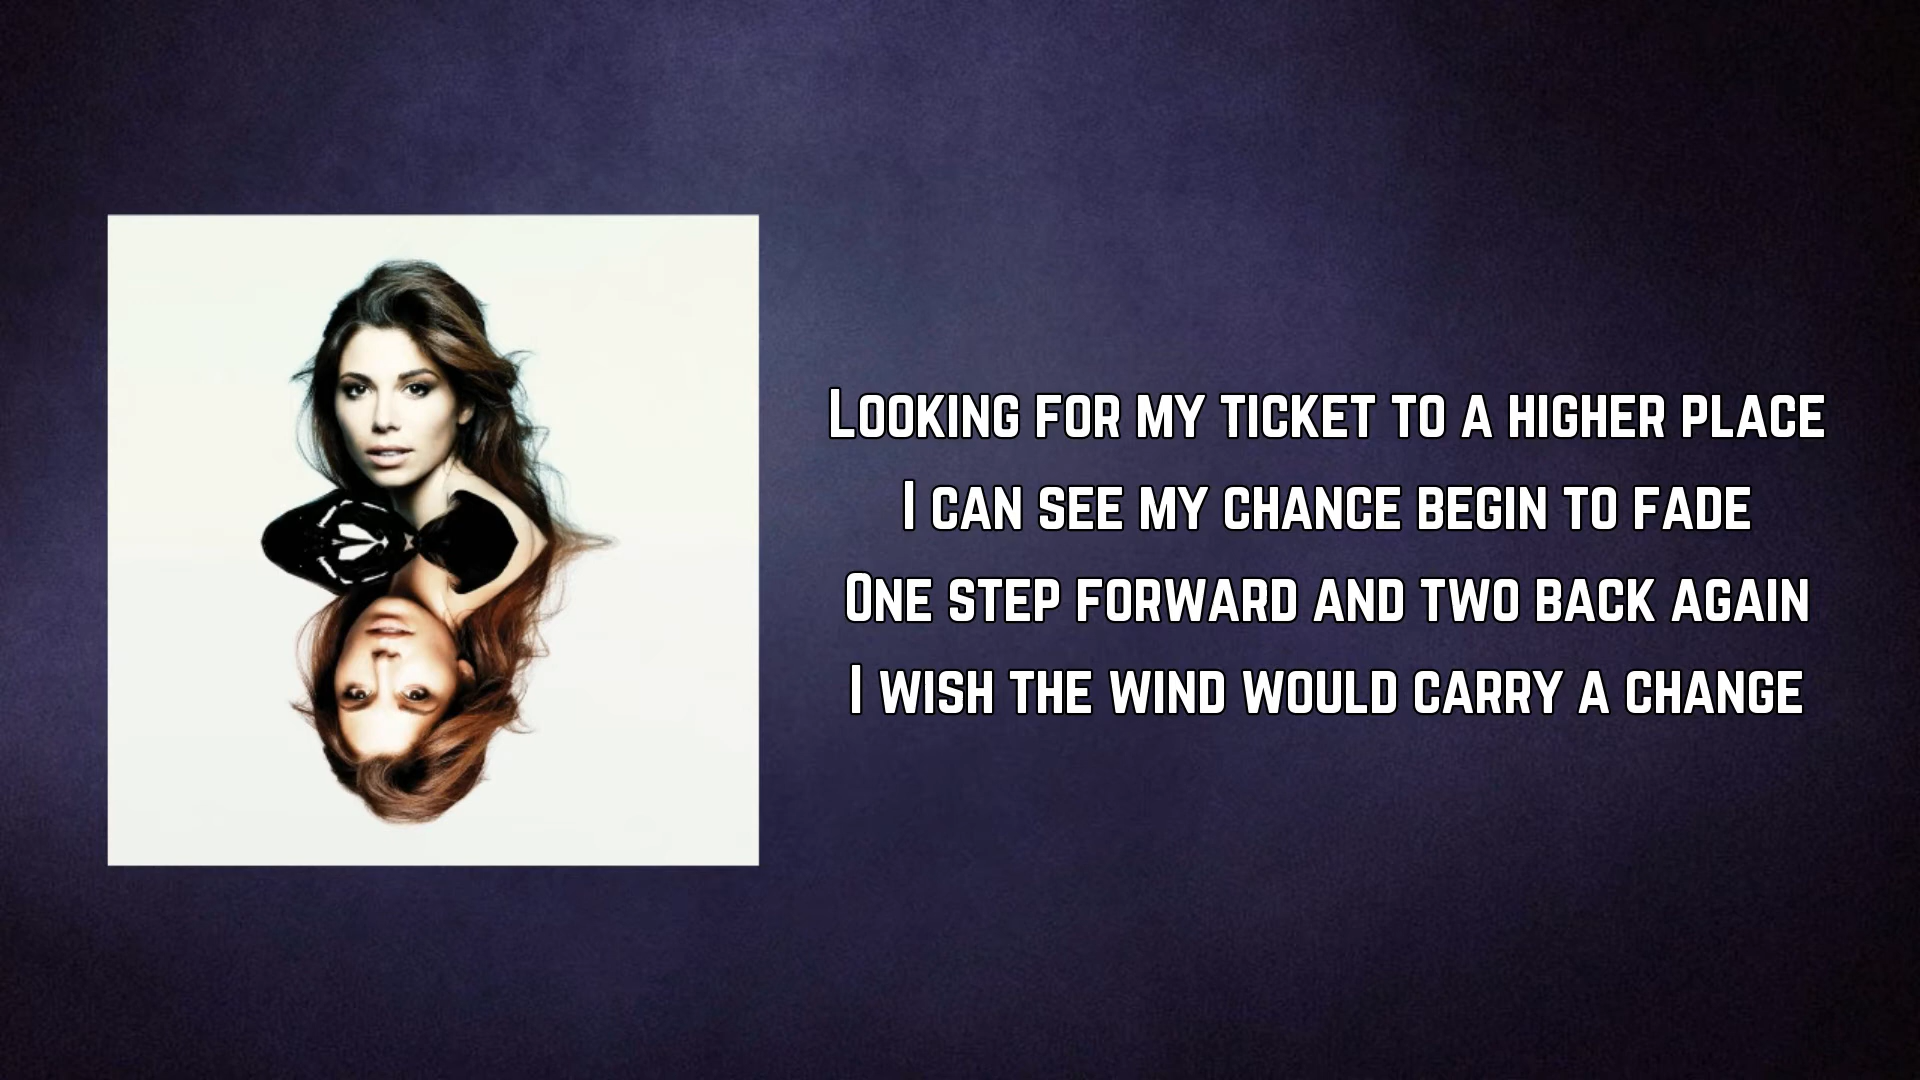 Looking for my ticket to a higher place
I can see my chance begin to fade
One step forward and two back again
I wish the wind would carry a change